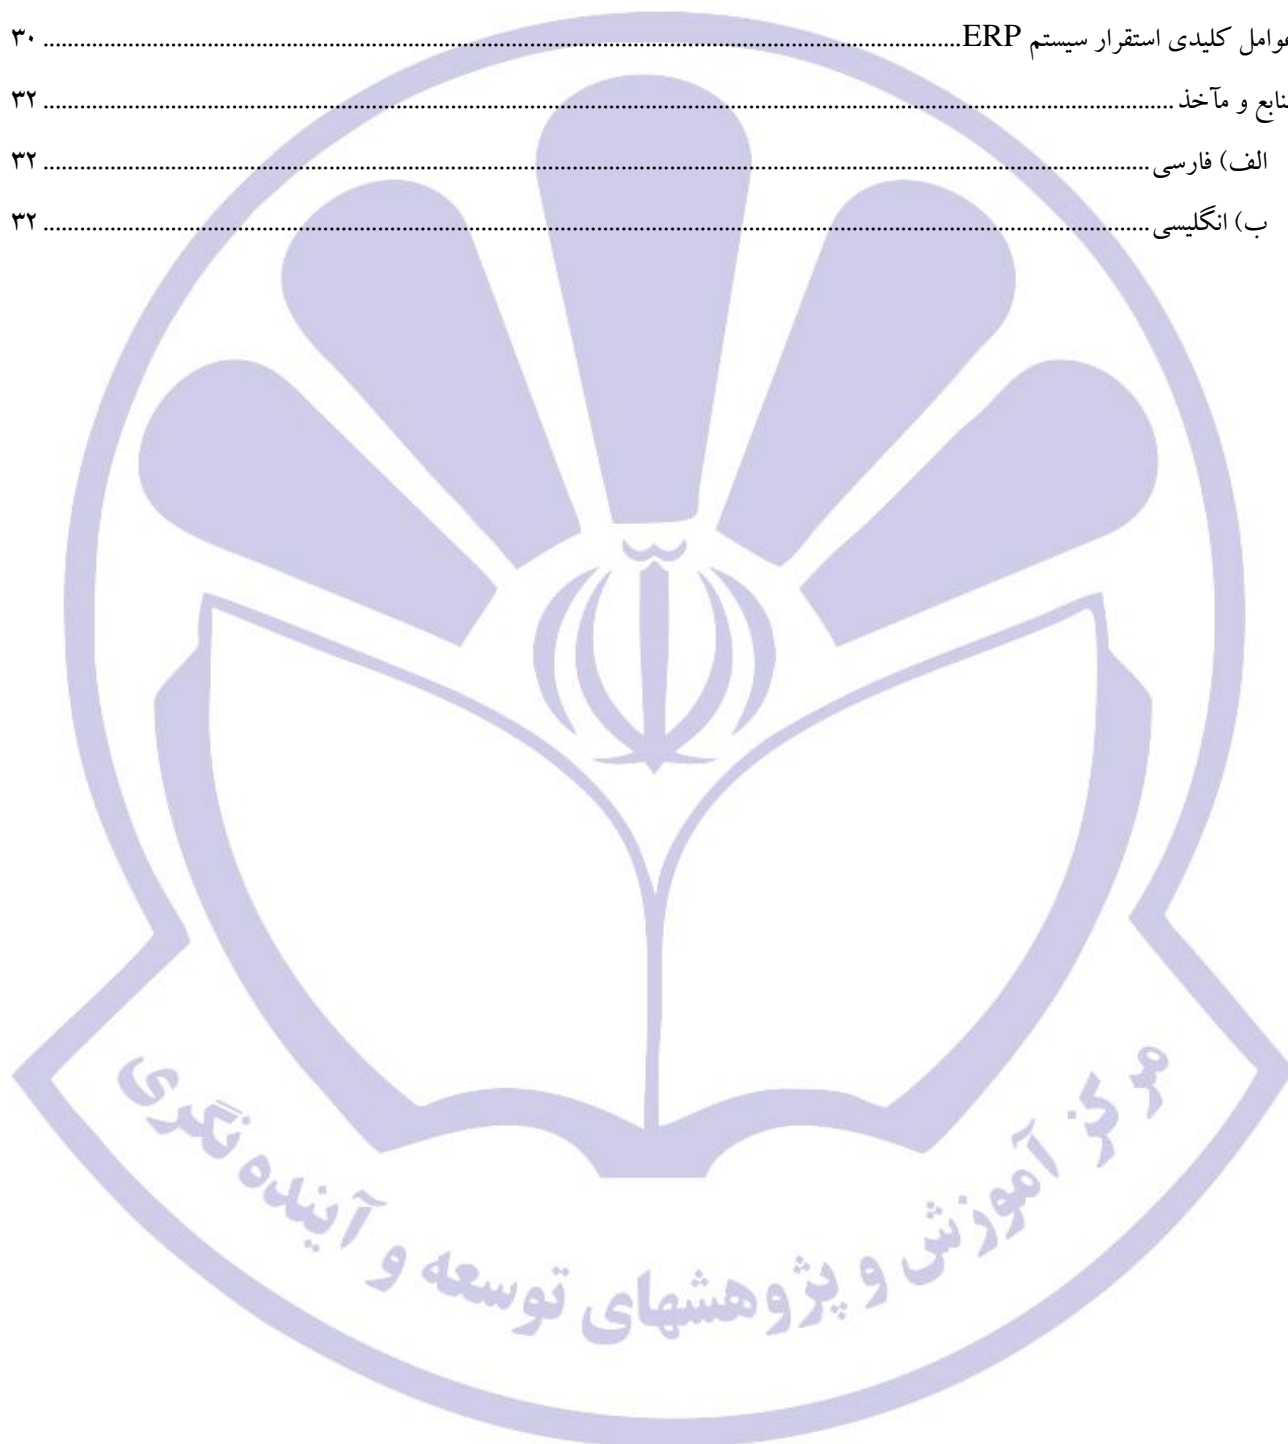 عوامل کلیدی استقرار سیستم ERP ........ ۳۰
منابع و مآخذ ........ ۳۲
الف) فارسی ........ ۳۲
ب) انگلیسی ........ ۳۲
مرکز آموزش و پژوهشهای توسعه و آینده نگری